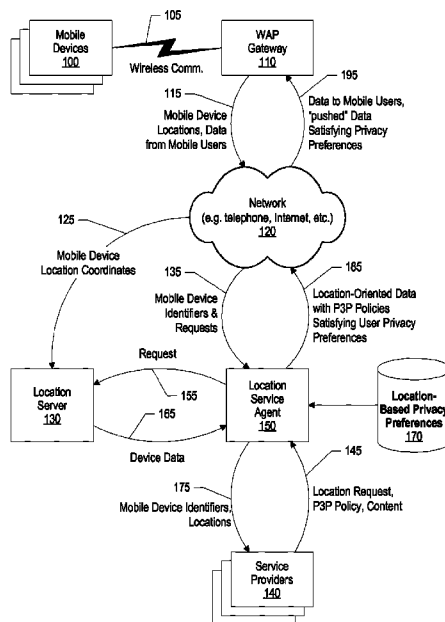 105
Mobile
Devices
100
Wireless Comm.
WAP
Gateway
110
115
195
Mobile Device
Locations, Data
from Mobile Users
Data to Mobile Users,
"pushed" Data
Satisfying Privacy
Preferences
125
Network
(e.g. telephone, Internet, etc.)
120
Mobile Device
Location Coordinates
135
165
Mobile Device
Identifiers &
Requests
Location-Oriented Data
with P3P Policies
Satisfying User Privacy
Preferences
Request
155
Location
Server
130
165
Device Data
Location
Service
Agent
150
Location-
Based Privacy
Preferences
170
175
145
Mobile Device Identifiers,
Locations
Location Request,
P3P Policy, Content
Service
Providers
140